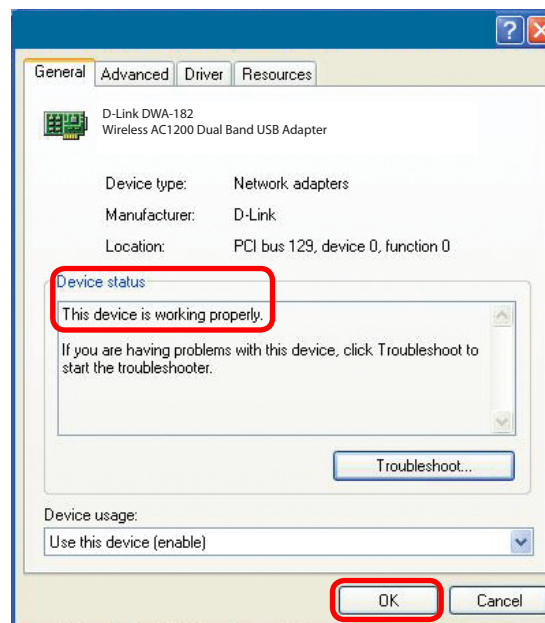 ?
General Advanced Driver Resources
D-Link DWA-182
Wireless AC1200 Dual Band USB Adapter
Device type: Network adapters
Manufacturer: D-Link
Location: PCI bus 129, device 0, function 0
Device status
This device is working properly.
If you are having problems with this device, click Troubleshoot to
start the troubleshooter.
Troubleshoot...
Device usage:
Use this device (enable)
OK Cancel